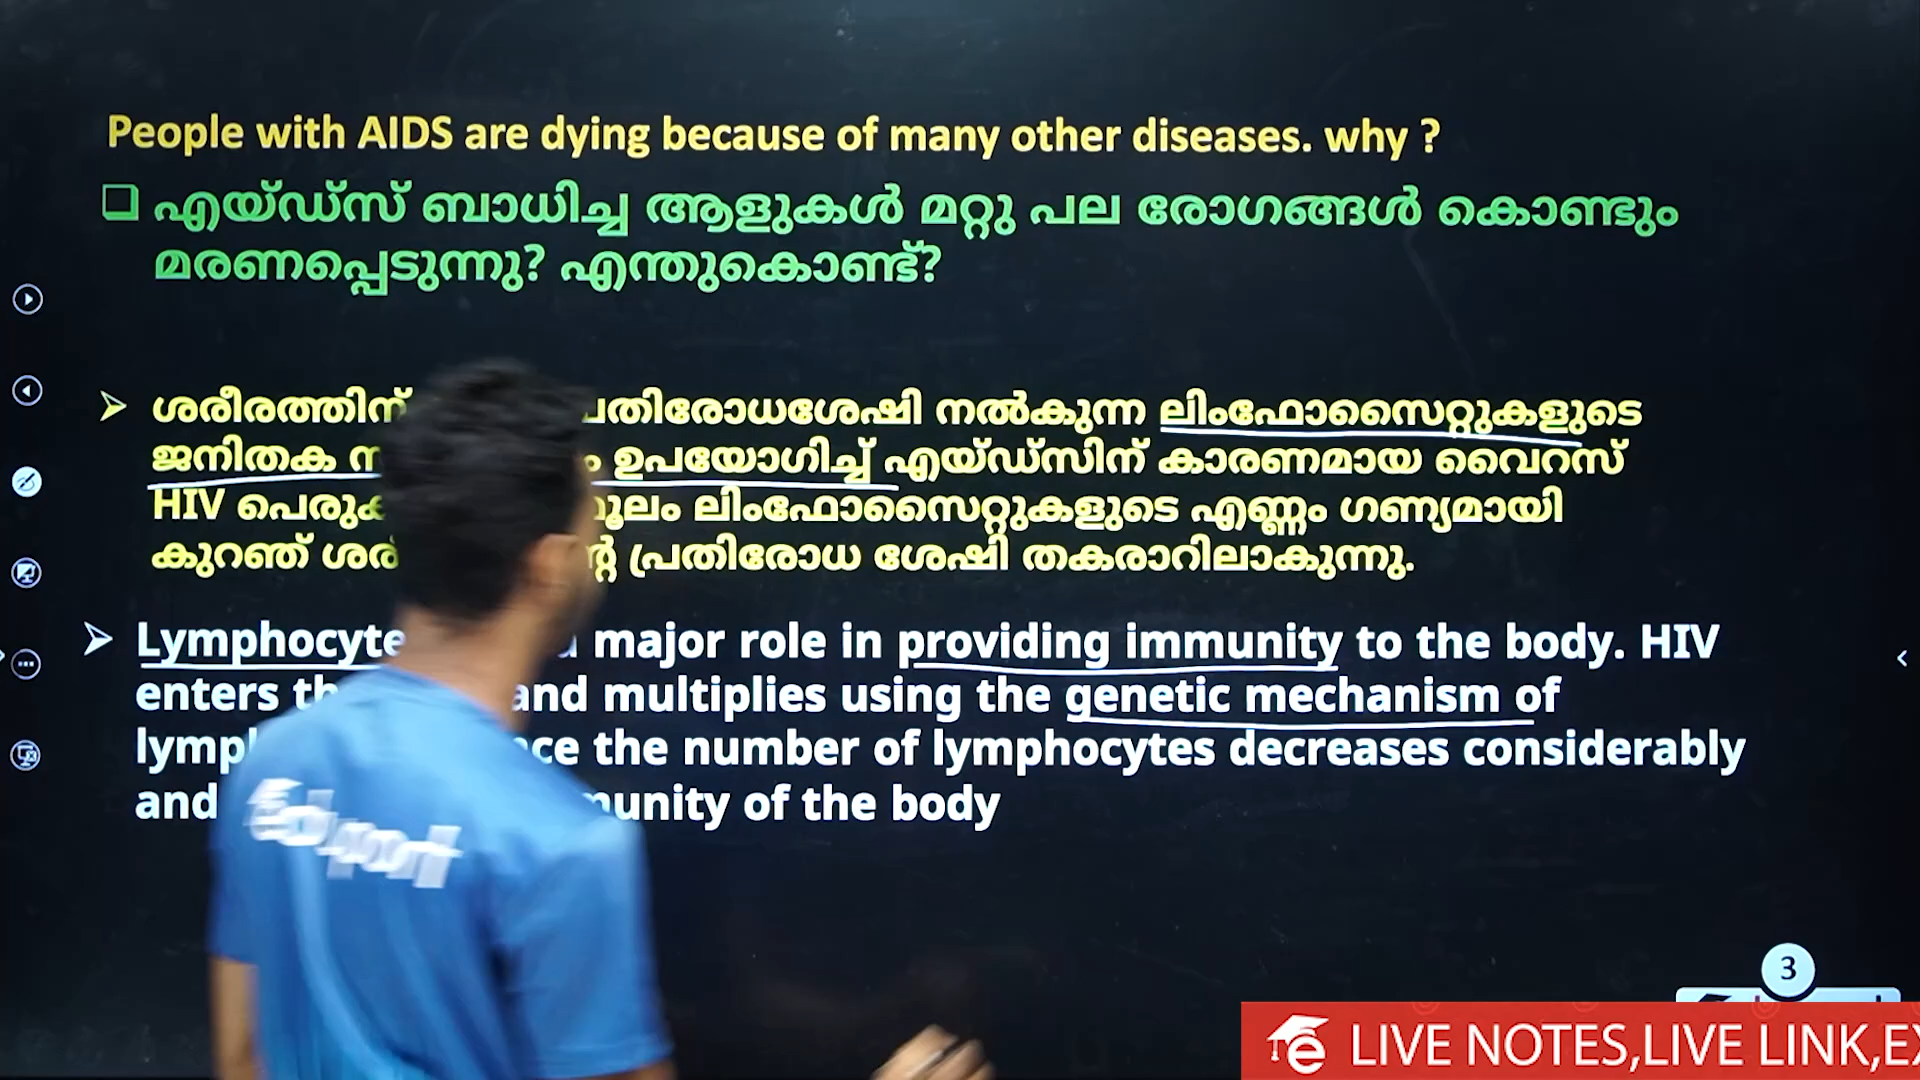 People with AIDS are dying because of many other diseases. why ?
എയ്ഡ്സ് ബാധിച്ച ആളുകൾ മറ്റു പല രോഗങ്ങൾ കൊണ്ടും
മരണപ്പെടുന്നു? എന്തുകൊണ്ട്?
ശരീരത്തിന് നൽകുന്ന ലിംഫോസൈറ്റുകളുടെ
ജനിതക ഉപയോഗിച്ച് എയ്ഡ്സിന് കാരണമായ വൈറസ്
HIV ലിംഫോസൈറ്റുകളുടെ എണ്ണം ഗണ്യമായി
കുറഞ്ഞ് പ്രതിരോധ ശേഷി തകരാറിലാകുന്നു.
major role in providing immunity to the body. HIV
enters and multiplies using the genetic mechanism of
the number of lymphocytes decreases considerably
and of the body
eduport
3
LIVE NOTES,LIVE LINK,